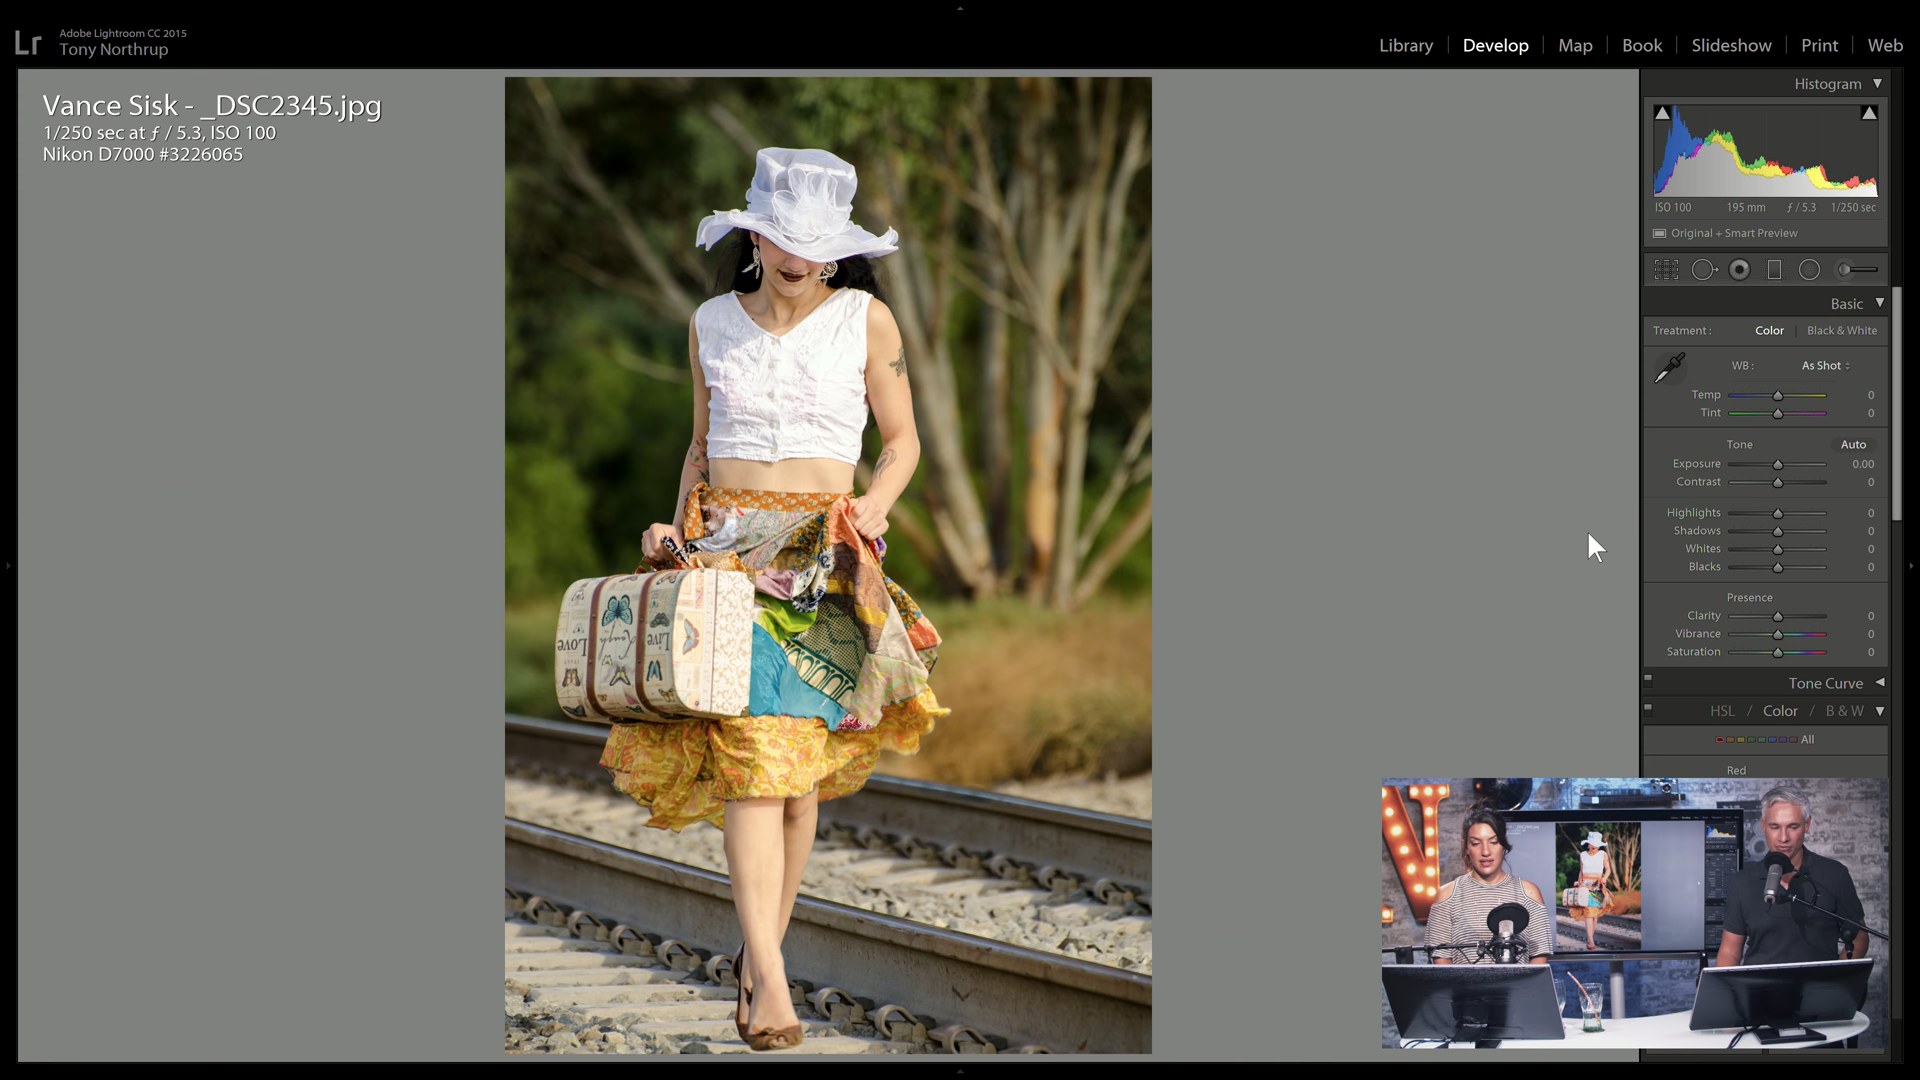 Lr
Adobe Lightroom CC 2015
Tony Northrup
Library
Develop
Map
Book
Slideshow
Print
Web
Vance Sisk - _DSC2345.jpg
1/250 sec at ƒ / 5.3, ISO 100
Nikon D7000 #3226065
Histogram
ISO 100 195 mm ƒ / 5.3 1/250 sec
Original + Smart Preview
Basic
Treatment : Color Black & White
WB : As Shot
Temp 0
Tint 0
Tone Auto
Exposure 0.00
Contrast 0
Highlights 0
Shadows 0
Whites 0
Blacks 0
Presence
Clarity 0
Vibrance 0
Saturation 0
Tone Curve
HSL / Color / B & W
All
Red
Love
Laugh
Live
N